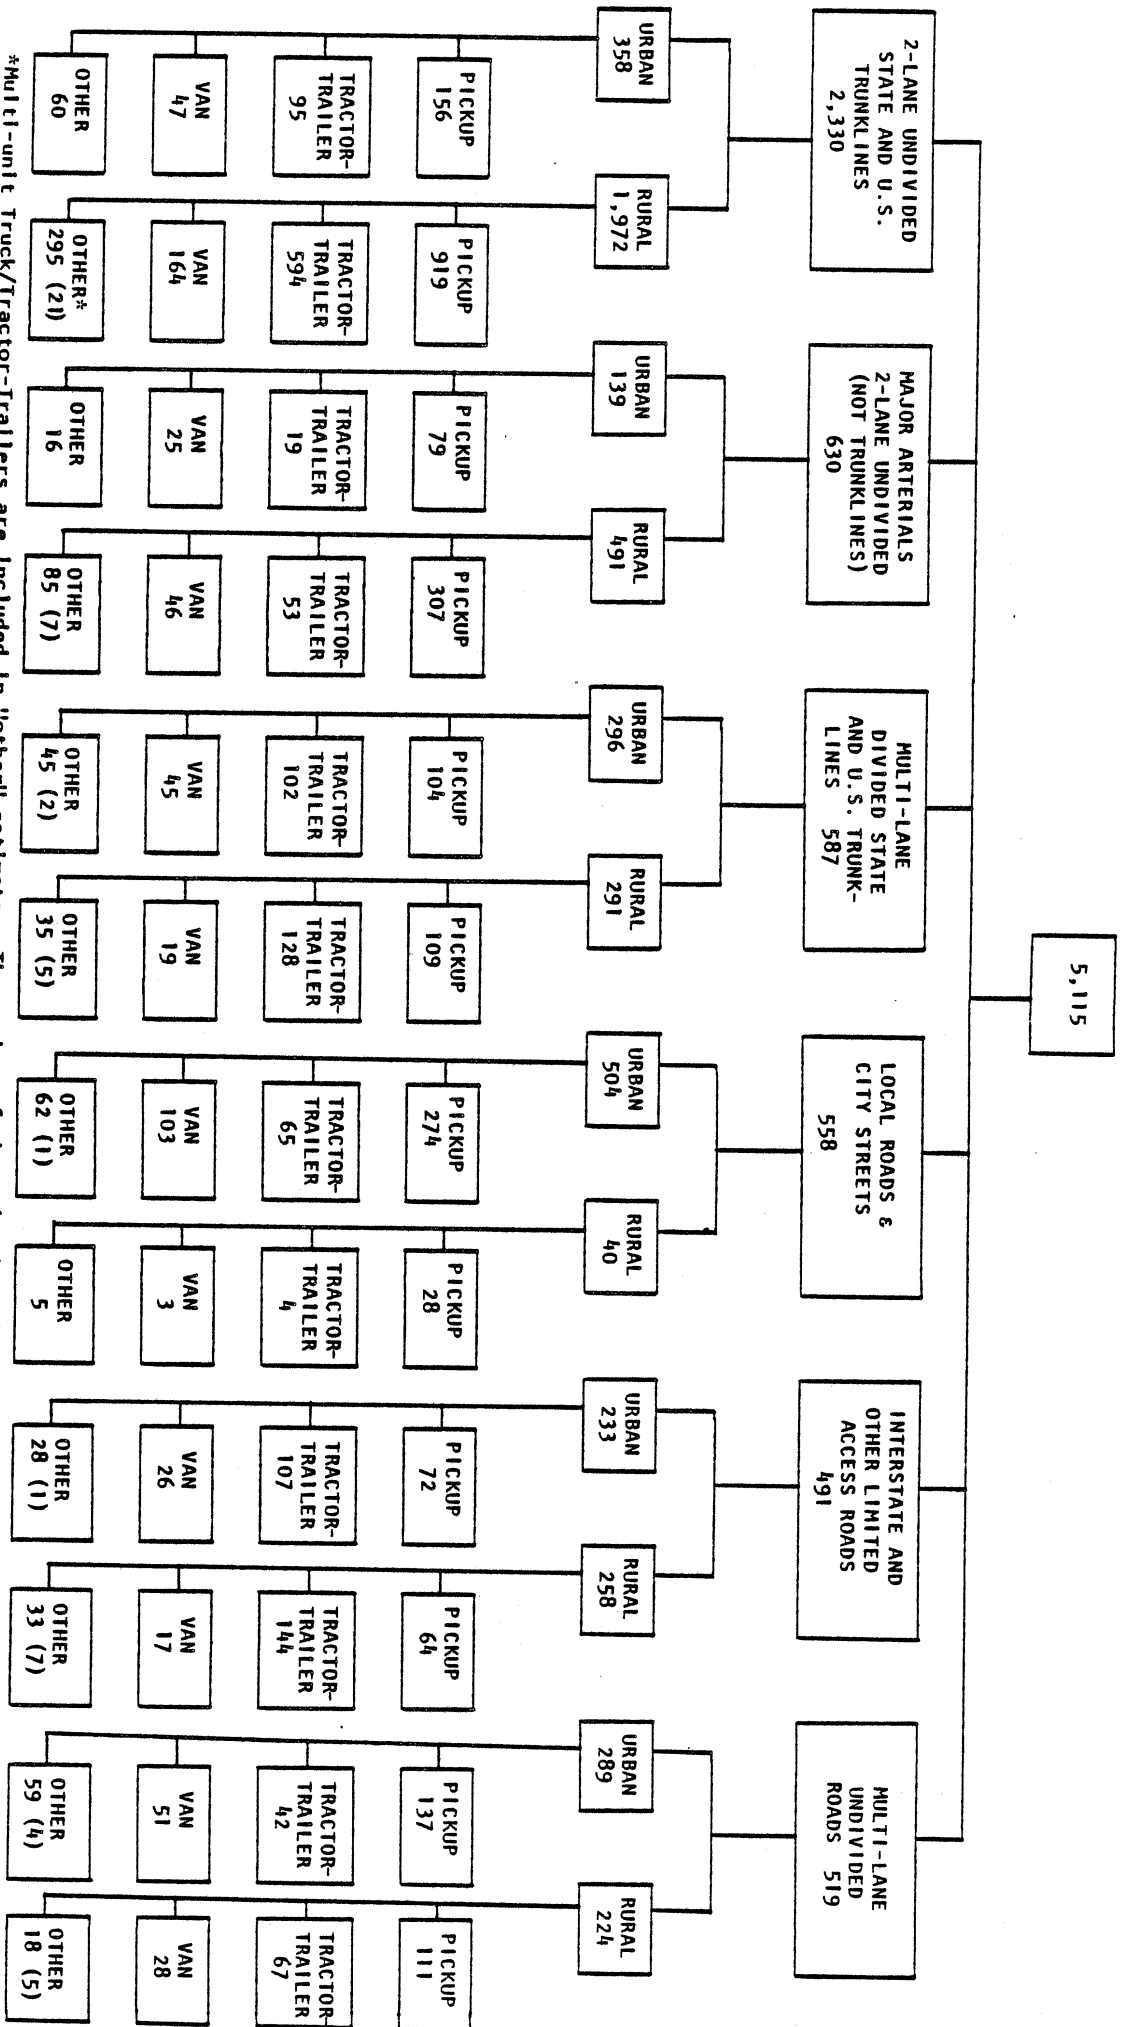 5,115
2-LANE UNDIVIDED
STATE AND U.S.
TRUNKLINES
2,330
MAJOR ARTERIALS
2-LANE UNDIVIDED
(NOT TRUNKLINES)
630
MULTI-LANE
DIVIDED STATE
AND U.S. TRUNK-
LINES 587
LOCAL ROADS &
CITY STREETS
558
INTERSTATE AND
OTHER LIMITED
ACCESS ROADS
491
MULTI-LANE
UNDIVIDED
ROADS 519
URBAN
358
RURAL
1,972
URBAN
139
RURAL
491
URBAN
296
RURAL
291
URBAN
504
RURAL
40
URBAN
233
RURAL
258
URBAN
289
RURAL
224
PICKUP
156
PICKUP
919
PICKUP
79
PICKUP
307
PICKUP
104
PICKUP
109
PICKUP
274
PICKUP
28
PICKUP
72
PICKUP
64
PICKUP
137
PICKUP
111
TRACTOR-
TRAILER
95
TRACTOR-
TRAILER
594
TRACTOR-
TRAILER
19
TRACTOR-
TRAILER
53
TRACTOR-
TRAILER
102
TRACTOR-
TRAILER
128
TRACTOR-
TRAILER
65
TRACTOR-
TRAILER
4
TRACTOR-
TRAILER
107
TRACTOR-
TRAILER
144
TRACTOR-
TRAILER
42
TRACTOR-
TRAILER
67
VAN
47
VAN
164
VAN
25
VAN
46
VAN
45
VAN
19
VAN
103
VAN
3
VAN
26
VAN
17
VAN
51
VAN
28
OTHER
60
OTHER*
295 (21)
OTHER
16
OTHER
85 (7)
OTHER
45 (2)
OTHER
35 (5)
OTHER
62 (1)
OTHER
5
OTHER
28 (1)
OTHER
33 (7)
OTHER
59 (4)
OTHER
18 (5)
*Multi-unit Truck/Tractor-Trailers are included in "other"